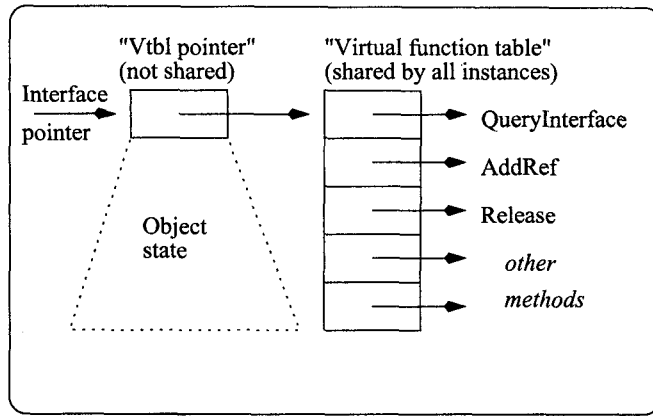 "Vtbl pointer"
(not shared)
"Virtual function table"
(shared by all instances)
Interface
pointer
QueryInterface
AddRef
Release
other
methods
Object
state